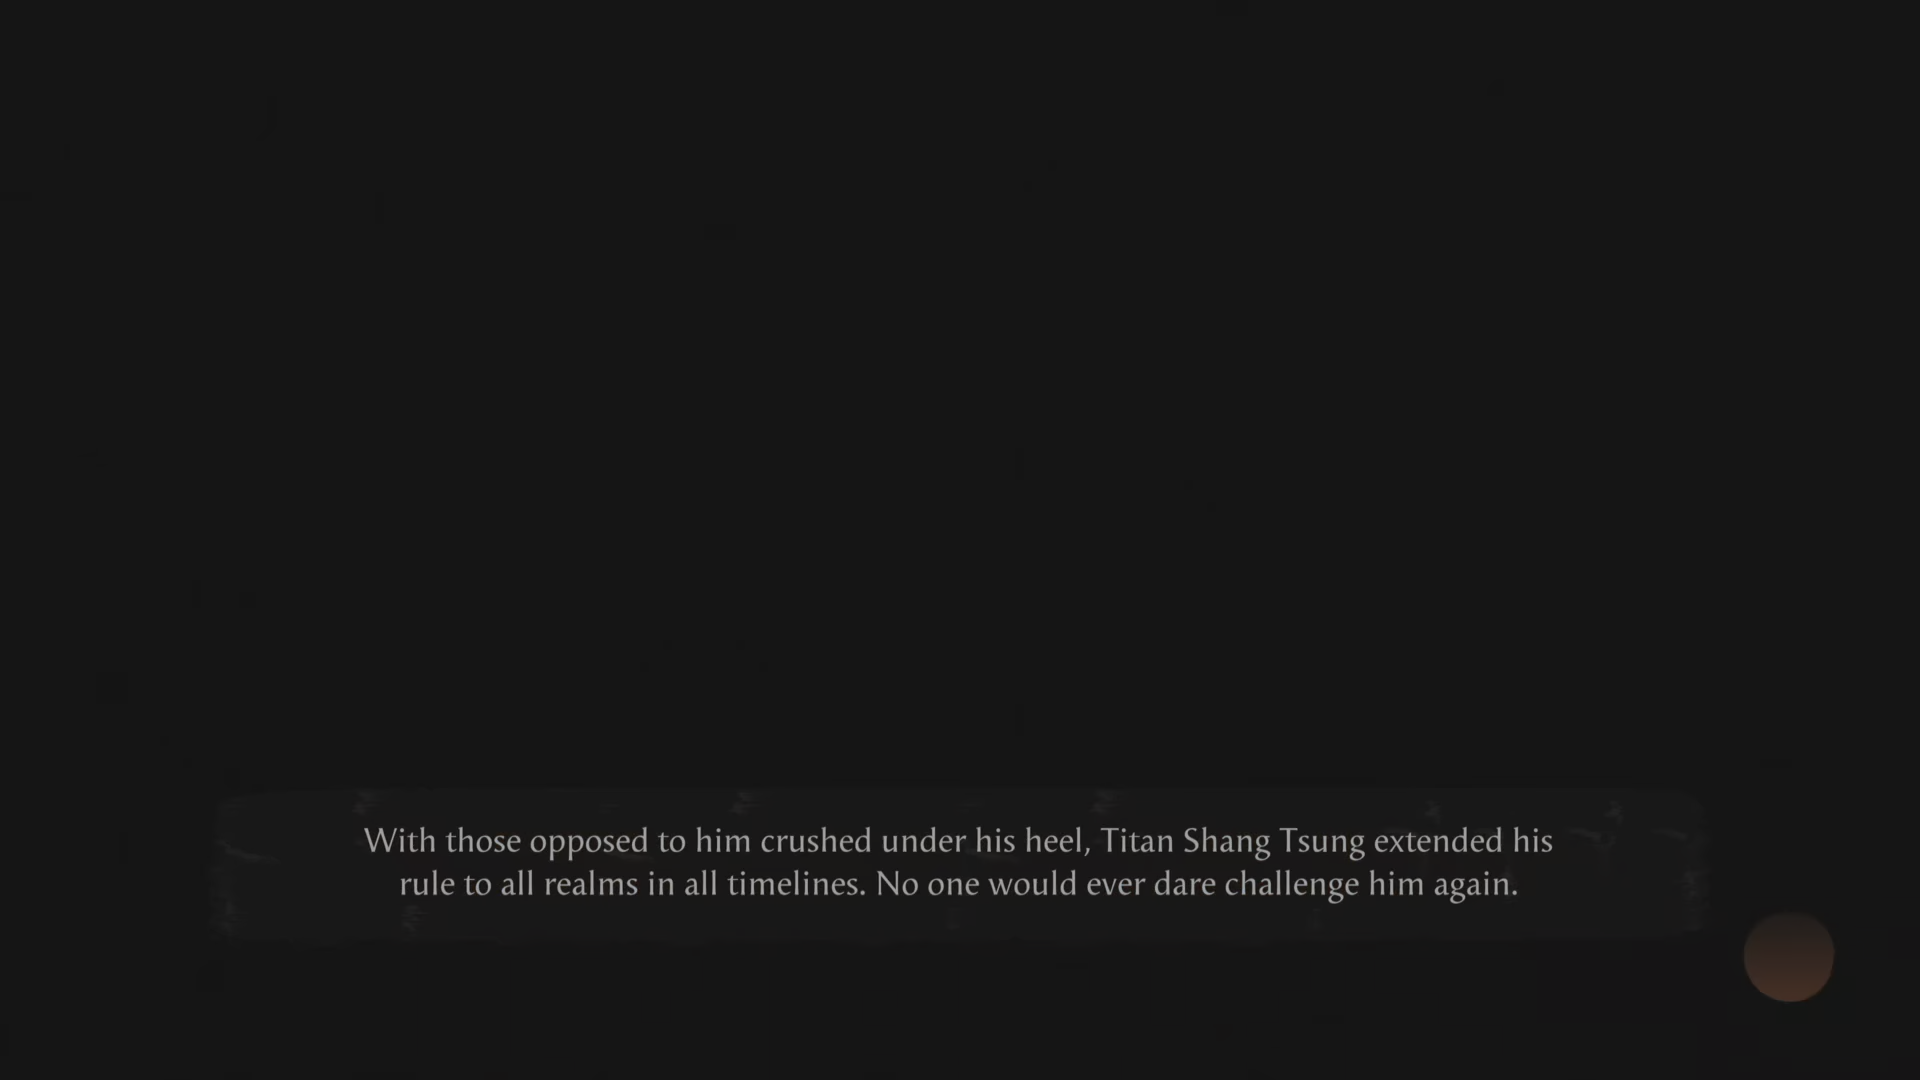 With those opposed to him crushed under his heel, Titan Shang Tsung extended his
rule to all realms in all timelines. No one would ever dare challenge him again.